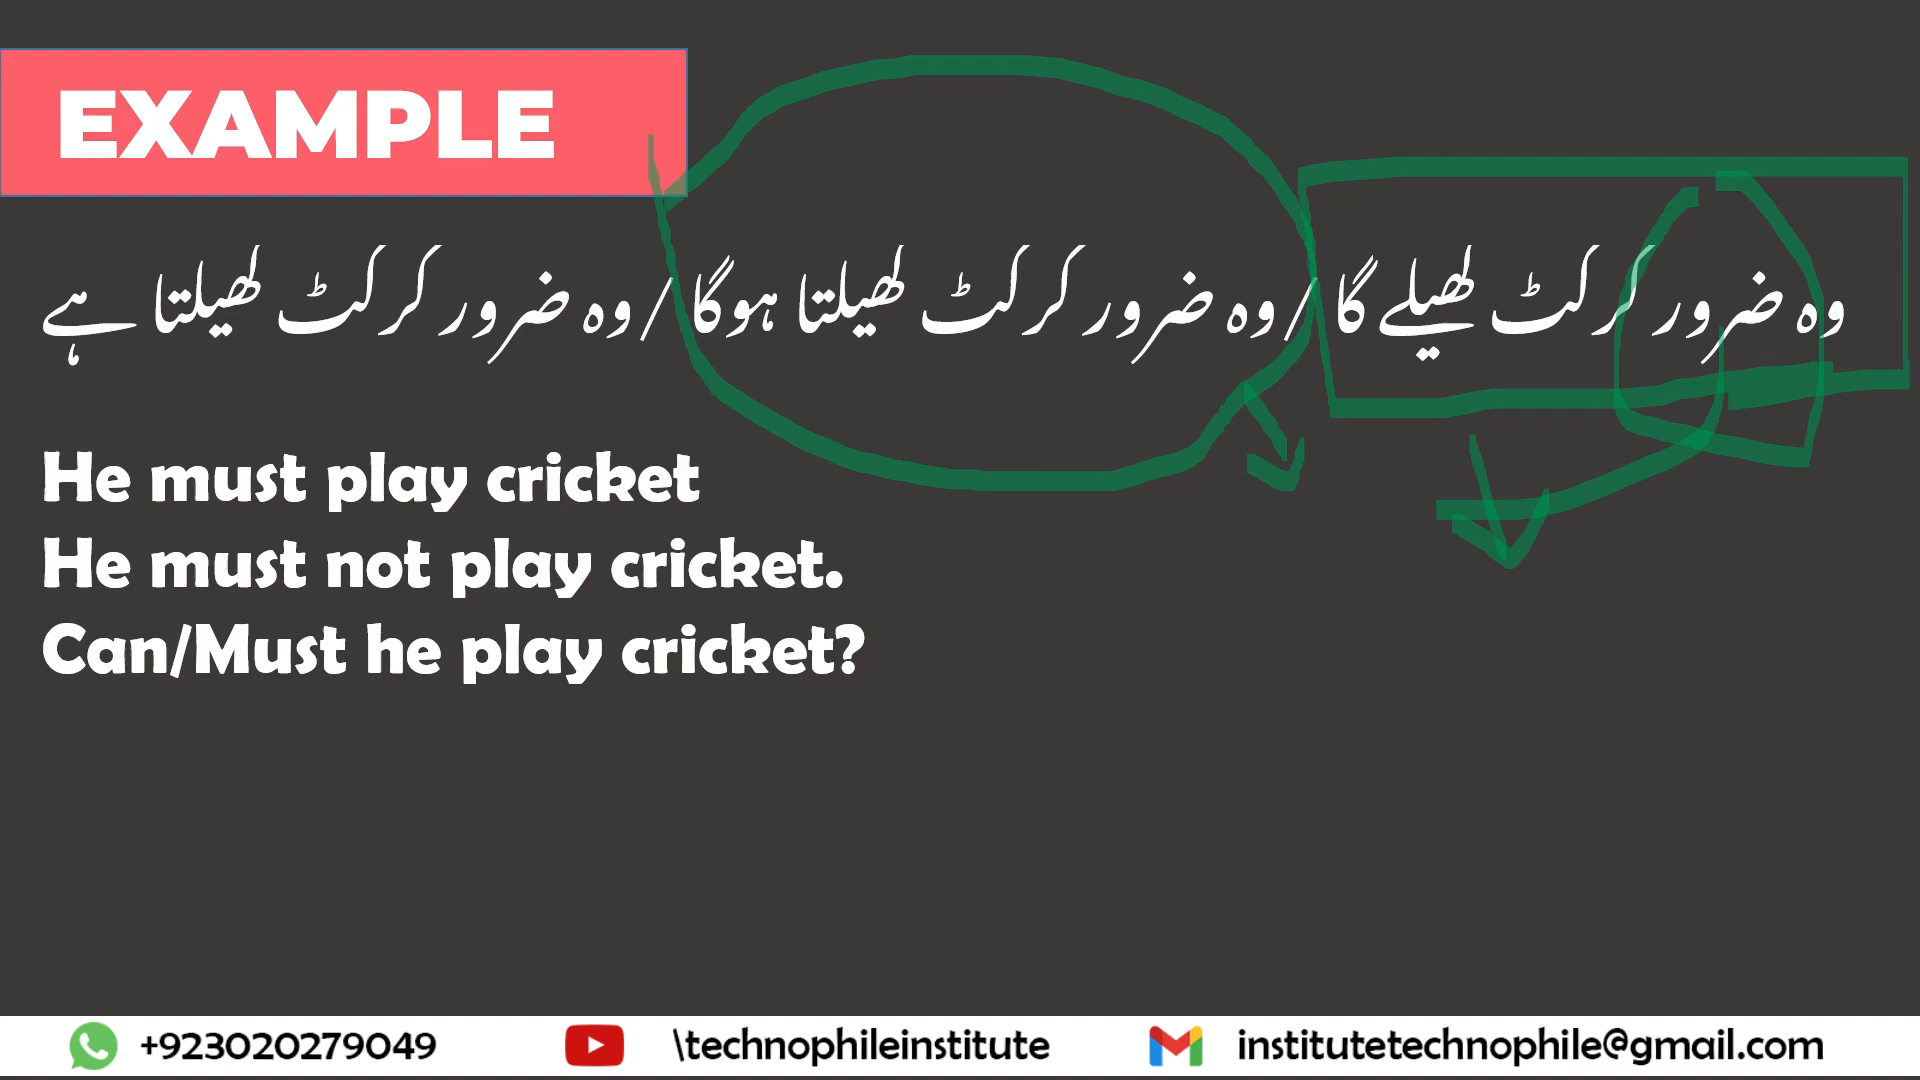 EXAMPLE
وہ ضرور کرکٹ کھیلے گا /وہ ضرور کرکٹ کھیلتا ہوگا /وہ ضرور کرکٹ کھیلتا ہے
He must play cricket
He must not play cricket.
Can/Must he play cricket?
+923020279049 \technophileinstitute institutetechnophile@gmail.com